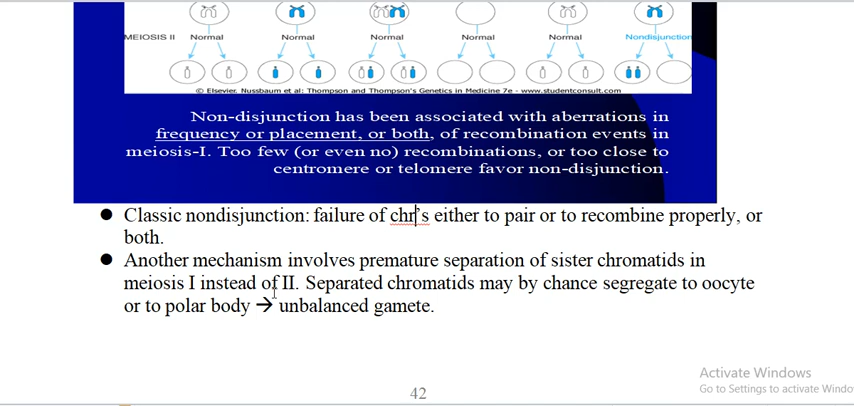 MEIOSIS II Normal Normal Normal Normal Normal Nondisjunction
© Elsevier. Nussbaum et al: Thompson and Thompson's Genetics in Medicine 7e - www.studentconsult.com
Non-disjunction has been associated with aberrations in
frequency or placement, or both, of recombination events in
meiosis-I. Too few (or even no) recombinations, or too close to
centromere or telomere favor non-disjunction.
● Classic nondisjunction: failure of chr's either to pair or to recombine properly, or
both.
● Another mechanism involves premature separation of sister chromatids in
meiosis I instead of II. Separated chromatids may by chance segregate to oocyte
or to polar body → unbalanced gamete.
42
Activate Windows
Go to Settings to activate Windo